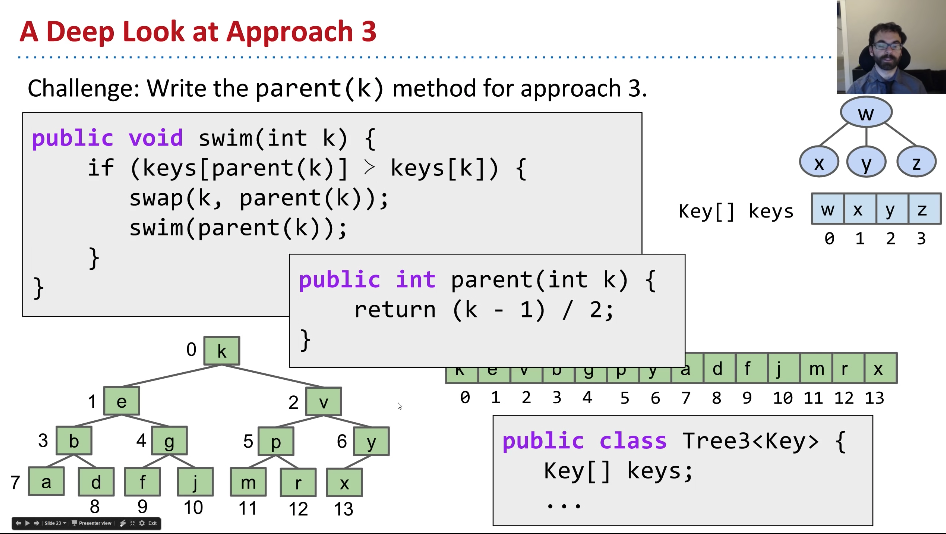 A Deep Look at Approach 3
Challenge: Write the parent(k) method for approach 3.
public void swim(int k) {
if (keys[parent(k)] > keys[k]) {
swap(k, parent(k));
swim(parent(k));
}
}
public int parent(int k) {
return (k - 1) / 2;
}
w
x y z
Key[] keys w x y z
0 1 2 3
0 k
1 e 2 v
3 b 4 g 5 p 6 y
7 a d f j m r x
8 9 10 11 12 13
k e v b g p y a d f j m r x
0 1 2 3 4 5 6 7 8 9 10 11 12 13
public class Tree3<Key> {
Key[] keys;
...
Slide 22 Presenter view Exit